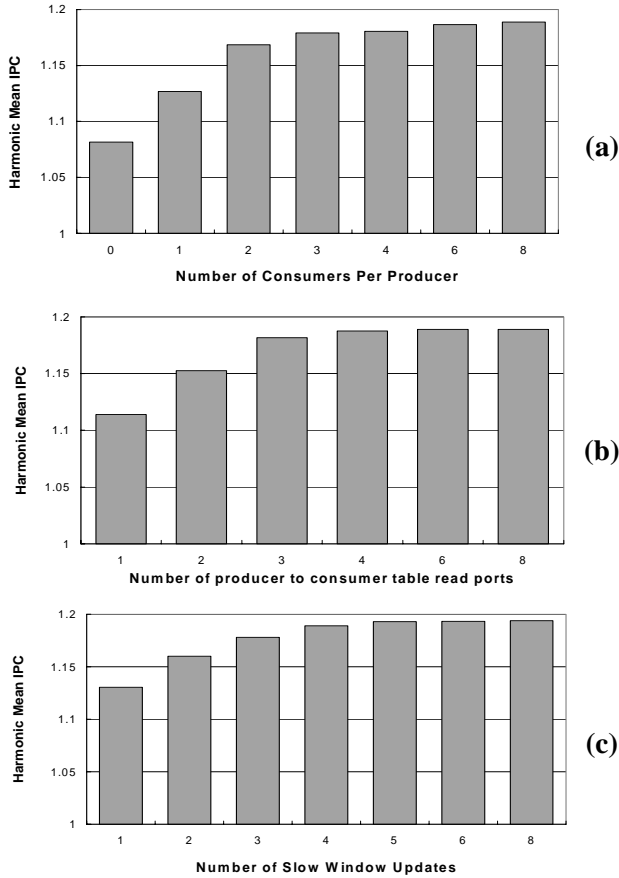 1.2
1.15
1.1
1.05
1
Harmonic Mean IPC
0 1 2 3 4 6 8
Number of Consumers Per Producer
(a)
1.2
1.15
1.1
1.05
1
Harmonic Mean IPC
1 2 3 4 6 8
Number of producer to consumer table read ports
(b)
1.2
1.15
1.1
1.05
1
Harmonic Mean IPC
1 2 3 4 5 6 8
Number of Slow Window Updates
(c)